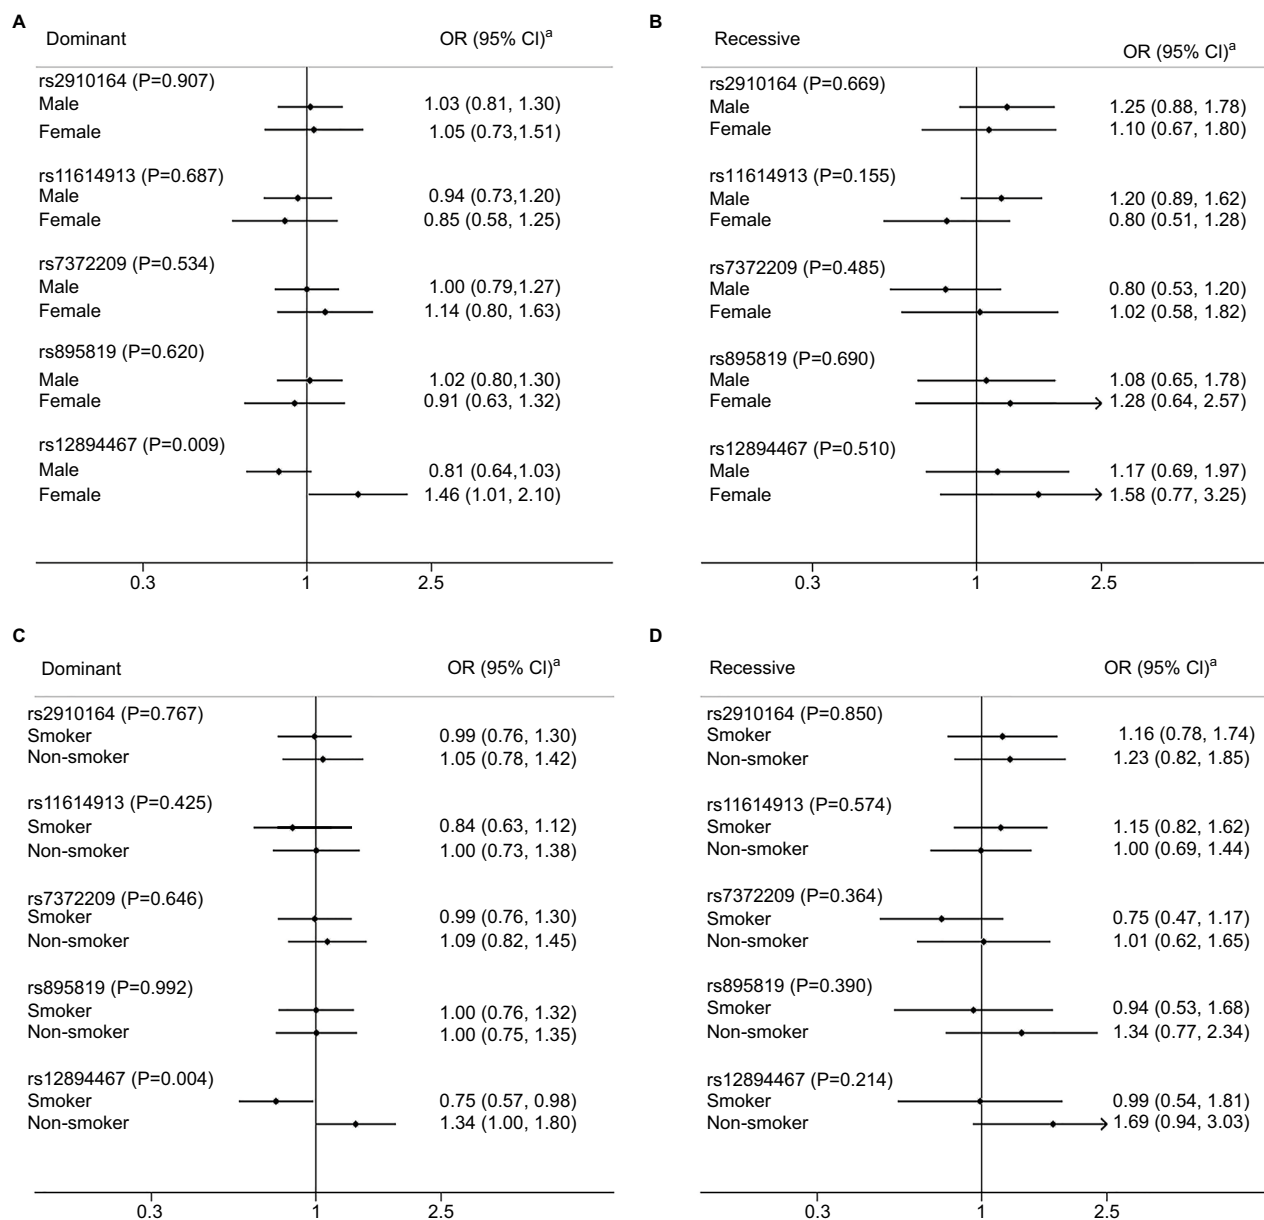 A
Dominant OR (95% CI)a
rs2910164 (P=0.907)
Male 1.03 (0.81, 1.30)
Female 1.05 (0.73,1.51)
rs11614913 (P=0.687)
Male 0.94 (0.73,1.20)
Female 0.85 (0.58, 1.25)
rs7372209 (P=0.534)
Male 1.00 (0.79,1.27)
Female 1.14 (0.80, 1.63)
rs895819 (P=0.620)
Male 1.02 (0.80,1.30)
Female 0.91 (0.63, 1.32)
rs12894467 (P=0.009)
Male 0.81 (0.64,1.03)
Female 1.46 (1.01, 2.10)
0.3 1 2.5
B
Recessive OR (95% CI)a
rs2910164 (P=0.669)
Male 1.25 (0.88, 1.78)
Female 1.10 (0.67, 1.80)
rs11614913 (P=0.155)
Male 1.20 (0.89, 1.62)
Female 0.80 (0.51, 1.28)
rs7372209 (P=0.485)
Male 0.80 (0.53, 1.20)
Female 1.02 (0.58, 1.82)
rs895819 (P=0.690)
Male 1.08 (0.65, 1.78)
Female 1.28 (0.64, 2.57)
rs12894467 (P=0.510)
Male 1.17 (0.69, 1.97)
Female 1.58 (0.77, 3.25)
0.3 1 2.5
C
Dominant OR (95% CI)a
rs2910164 (P=0.767)
Smoker 0.99 (0.76, 1.30)
Non-smoker 1.05 (0.78, 1.42)
rs11614913 (P=0.425)
Smoker 0.84 (0.63, 1.12)
Non-smoker 1.00 (0.73, 1.38)
rs7372209 (P=0.646)
Smoker 0.99 (0.76, 1.30)
Non-smoker 1.09 (0.82, 1.45)
rs895819 (P=0.992)
Smoker 1.00 (0.76, 1.32)
Non-smoker 1.00 (0.75, 1.35)
rs12894467 (P=0.004)
Smoker 0.75 (0.57, 0.98)
Non-smoker 1.34 (1.00, 1.80)
0.3 1 2.5
D
Recessive OR (95% CI)a
rs2910164 (P=0.850)
Smoker 1.16 (0.78, 1.74)
Non-smoker 1.23 (0.82, 1.85)
rs11614913 (P=0.574)
Smoker 1.15 (0.82, 1.62)
Non-smoker 1.00 (0.69, 1.44)
rs7372209 (P=0.364)
Smoker 0.75 (0.47, 1.17)
Non-smoker 1.01 (0.62, 1.65)
rs895819 (P=0.390)
Smoker 0.94 (0.53, 1.68)
Non-smoker 1.34 (0.77, 2.34)
rs12894467 (P=0.214)
Smoker 0.99 (0.54, 1.81)
Non-smoker 1.69 (0.94, 3.03)
0.3 1 2.5